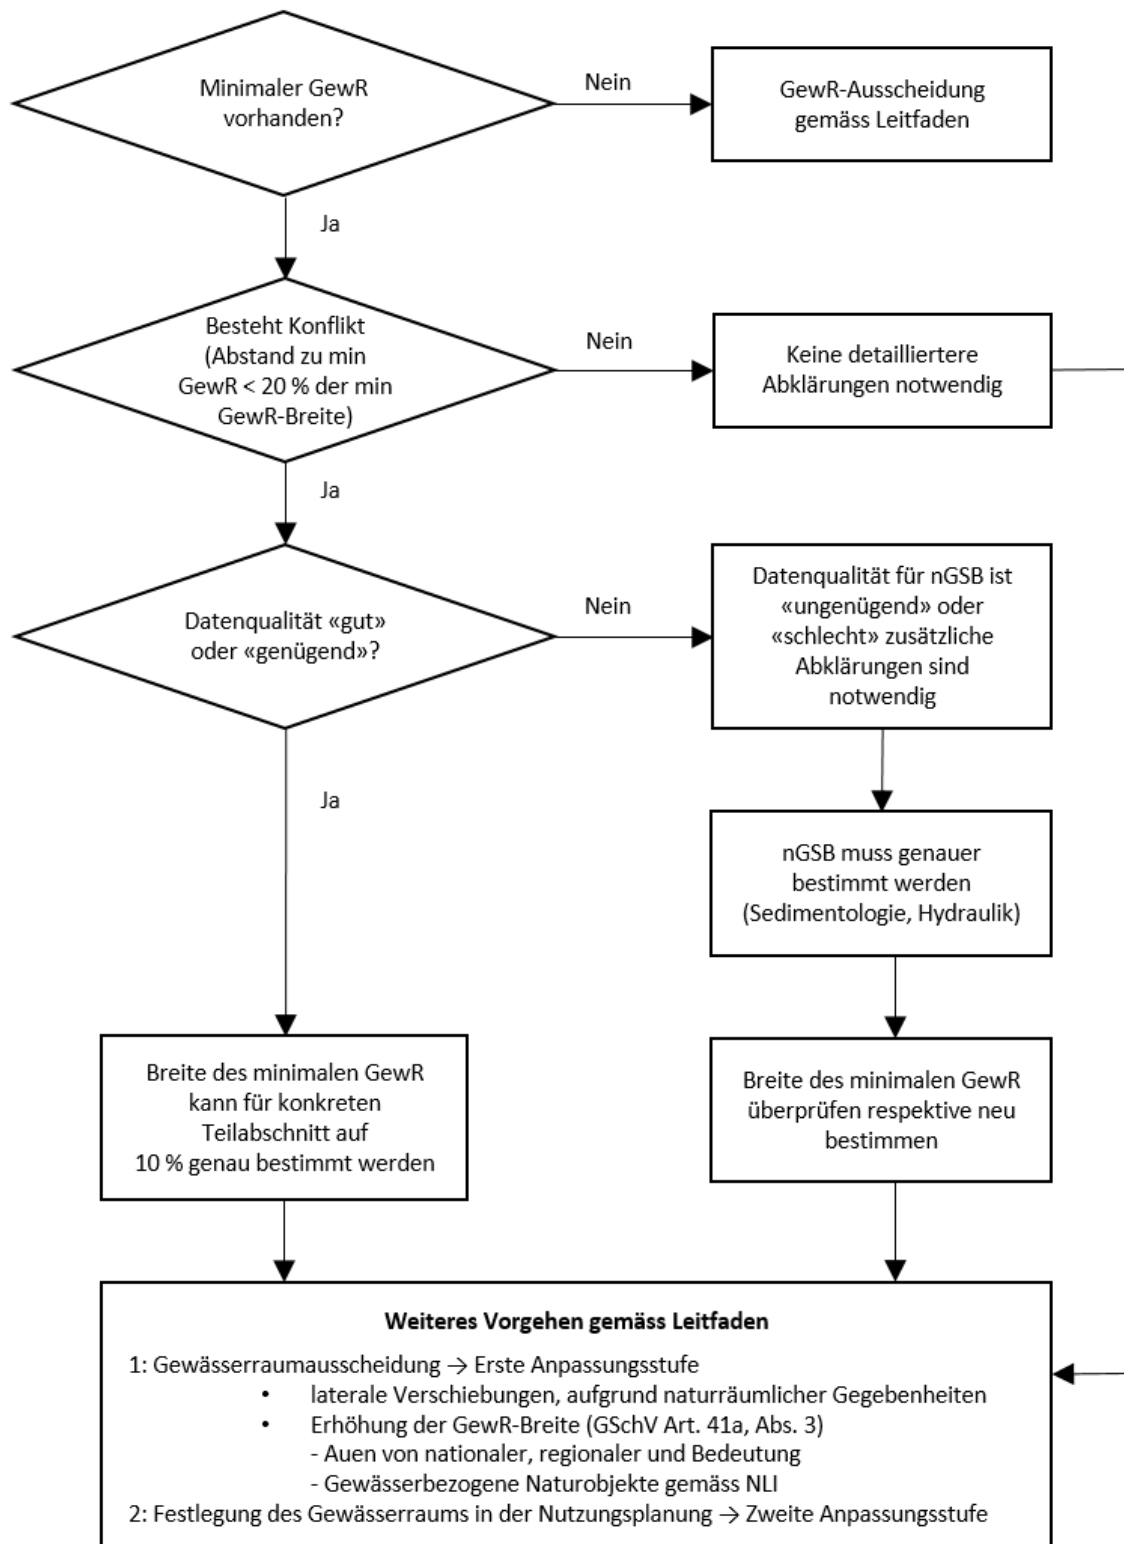 Minimaler GewR
vorhanden?
Nein
GewR-Ausscheidung
gemäss Leitfaden
Ja
Besteht Konflikt
(Abstand zu min
GewR < 20 % der min
GewR-Breite)
Nein
Keine detailliertere
Abklärungen notwendig
Ja
Datenqualität «gut»
oder «genügend»?
Nein
Datenqualität für nGSB ist
«ungenügend» oder
«schlecht» zusätzliche
Abklärungen sind
notwendig
Ja
nGSB muss genauer
bestimmt werden
(Sedimentologie, Hydraulik)
Breite des minimalen GewR
kann für konkreten
Teilabschnitt auf
10 % genau bestimmt werden
Breite des minimalen GewR
überprüfen respektive neu
bestimmen
Weiteres Vorgehen gemäss Leitfaden
1: Gewässerraumausscheidung → Erste Anpassungsstufe
• laterale Verschiebungen, aufgrund naturräumlicher Gegebenheiten
• Erhöhung der GewR-Breite (GSchV Art. 41a, Abs. 3)
- Auen von nationaler, regionaler und Bedeutung
- Gewässerbezogene Naturobjekte gemäss NLI
2: Festlegung des Gewässerraums in der Nutzungsplanung → Zweite Anpassungsstufe